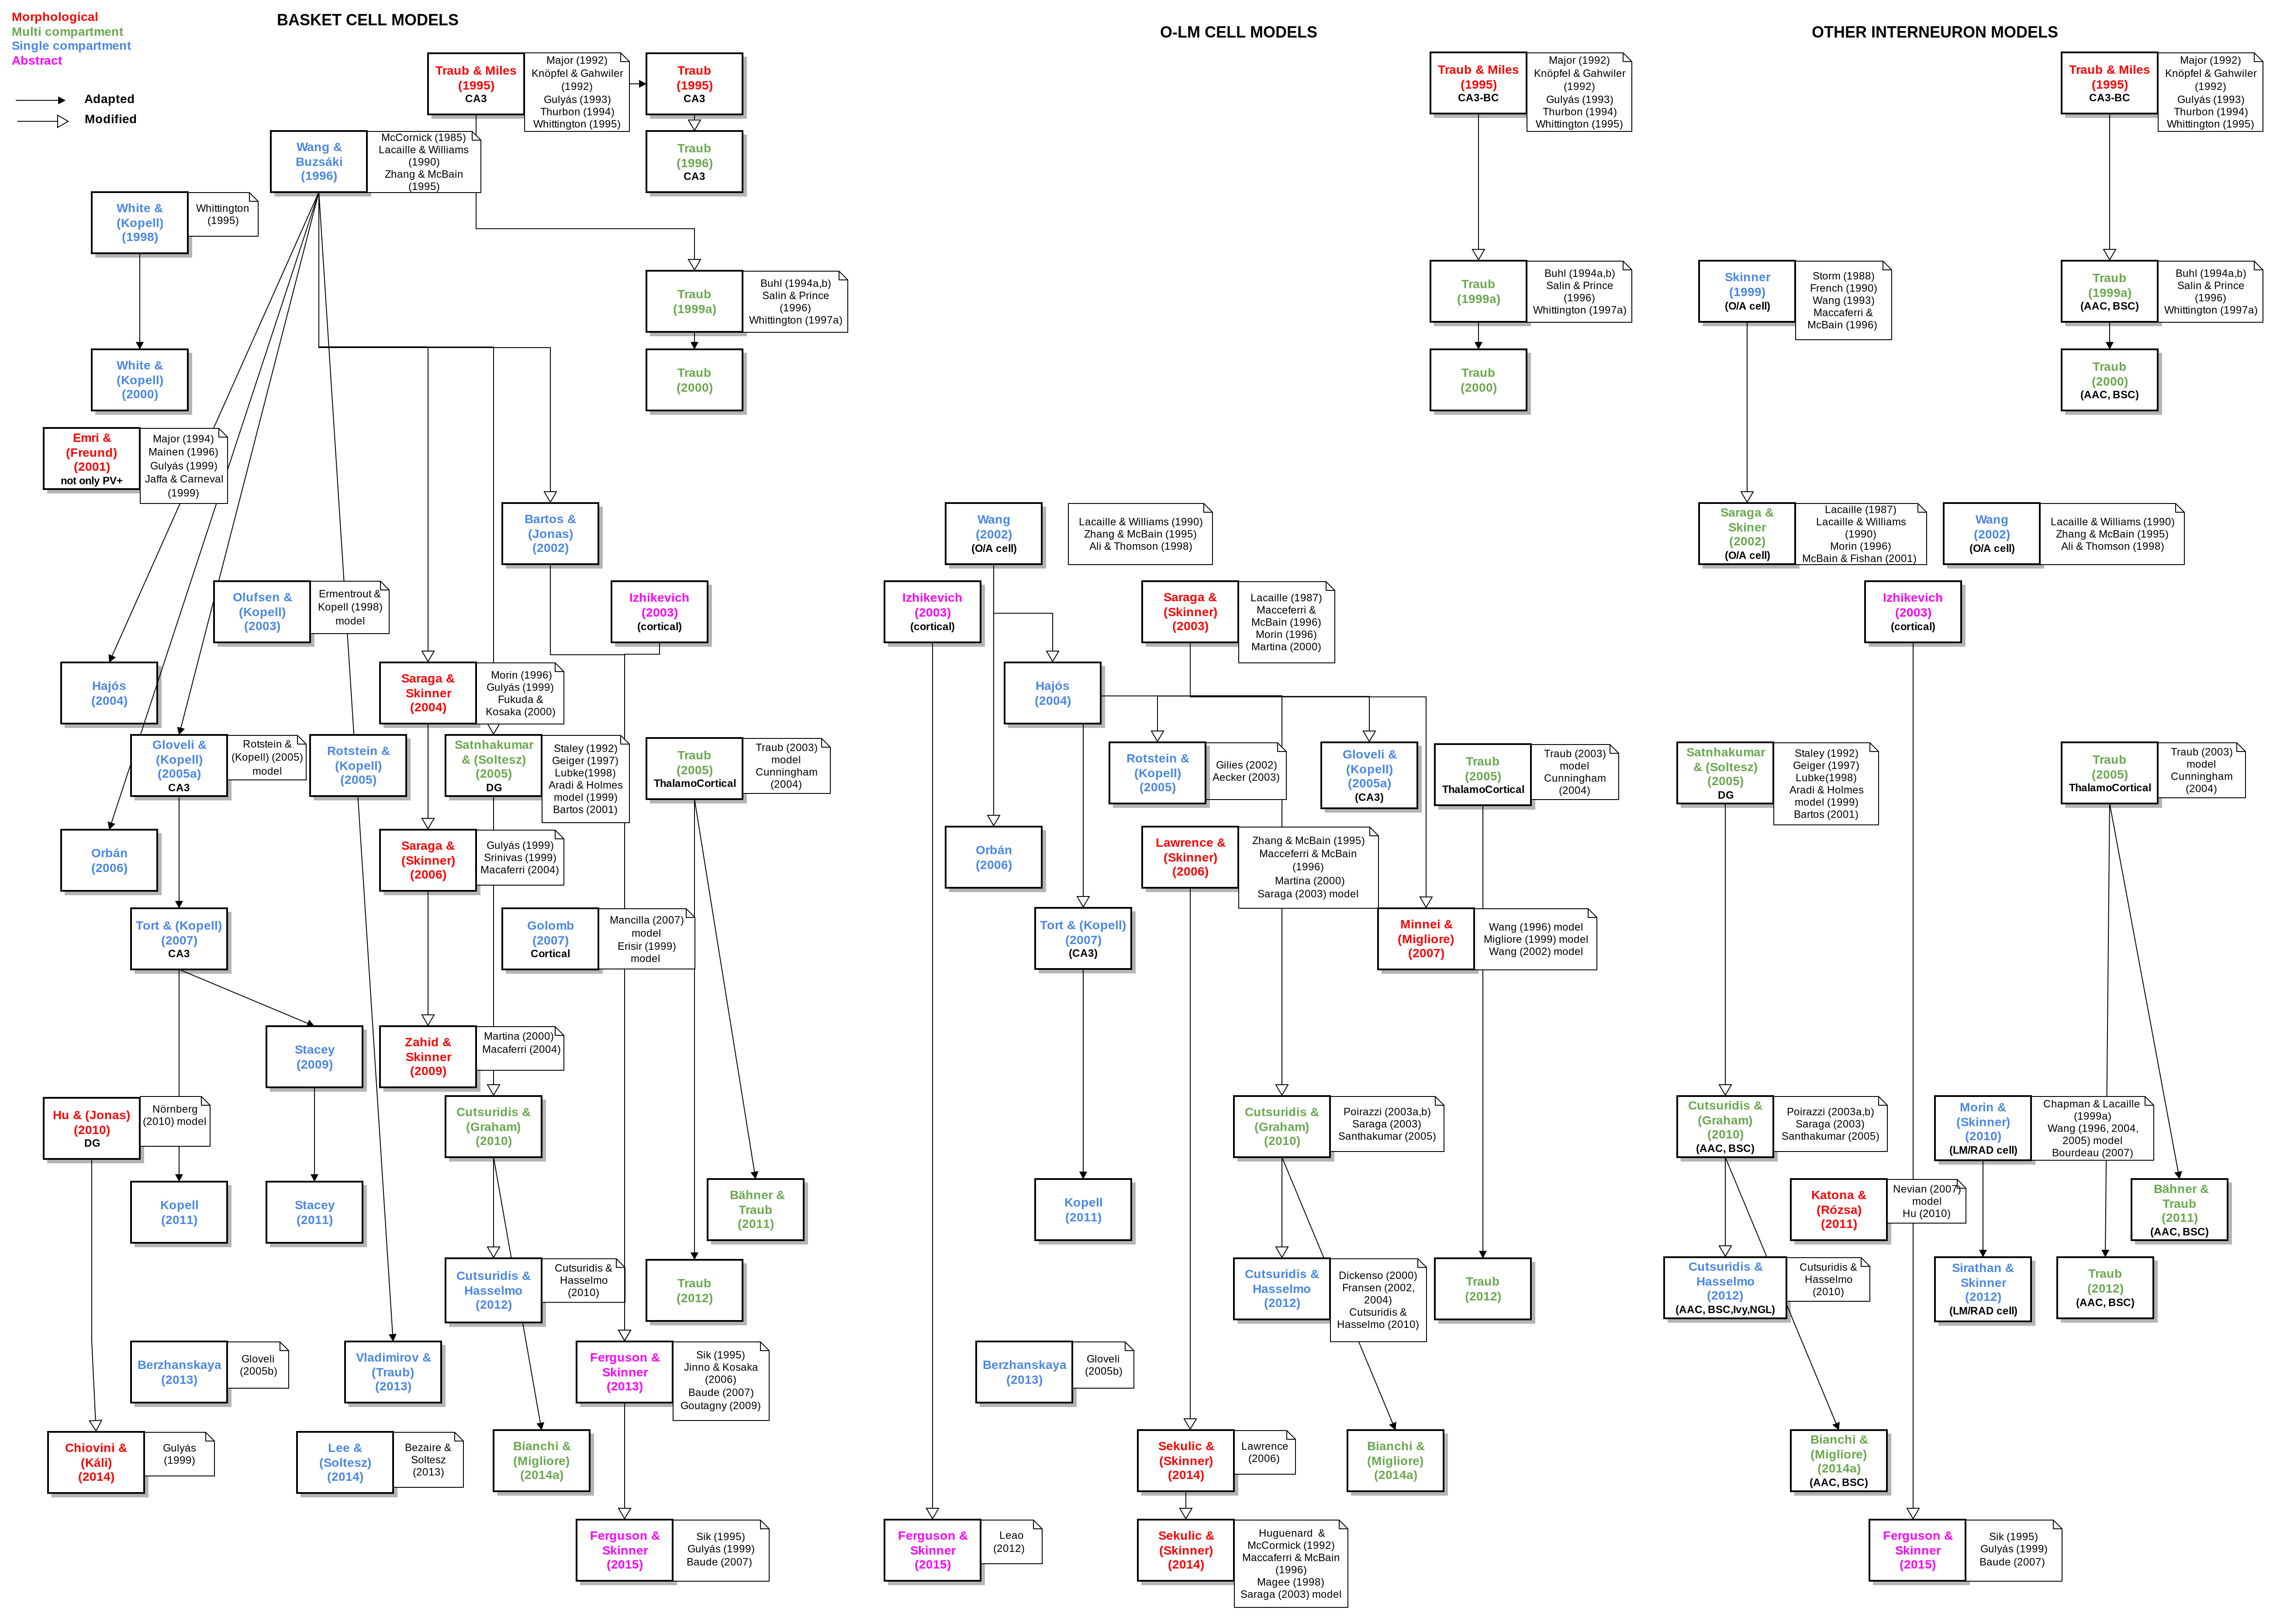 Morphological
Multi compartment
Single compartment
Abstract
Adapted
Modified
BASKET CELL MODELS
Traub & Miles
(1995)
CA3
Major (1992)
Knöpfel & Gahwiler
(1992)
Gulyás (1993)
Thurbon (1994)
Whittington (1995)
Traub
(1995)
CA3
Wang &
Buzsáki
(1996)
McCornick (1985)
Lacaille & Williams
(1990)
Zhang & McBain
(1995)
Traub
(1996)
CA3
White &
(Kopell)
(1998)
Whittington
(1995)
Traub
(1999a)
Buhl (1994a,b)
Salin & Prince
(1996)
Whittington (1997a)
White &
(Kopell)
(2000)
Traub
(2000)
Emri &
(Freund)
(2001)
not only PV+
Major (1994)
Mainen (1996)
Gulyás (1999)
Jaffa & Carneval
(1999)
Bartos &
(Jonas)
(2002)
Olufsen &
(Kopell)
(2003)
Ermentrout &
Kopell (1998)
model
Izhikevich
(2003)
(cortical)
Hajós
(2004)
Saraga &
Skinner
(2004)
Morin (1996)
Gulyás (1999)
Fukuda &
Kosaka (2000)
Gloveli &
(Kopell)
(2005a)
CA3
Rotstein &
(Kopell) (2005)
model
Rotstein &
(Kopell)
(2005)
Satnhakumar
& (Soltesz)
(2005)
DG
Staley (1992)
Geiger (1997)
Lubke(1998)
Aradi & Holmes
model (1999)
Bartos (2001)
Traub
(2005)
ThalamoCortical
Traub (2003)
model
Cunningham
(2004)
Orbán
(2006)
Saraga &
(Skinner)
(2006)
Gulyás (1999)
Srinivas (1999)
Macaferri (2004)
Tort & (Kopell)
(2007)
CA3
Golomb
(2007)
Cortical
Mancilla (2007)
model
Erisir (1999)
model
Stacey
(2009)
Zahid &
Skinner
(2009)
Martina (2000)
Macaferri (2004)
Hu & (Jonas)
(2010)
DG
Nörnberg
(2010) model
Cutsuridis &
(Graham)
(2010)
Kopell
(2011)
Stacey
(2011)
Bähner &
Traub
(2011)
Cutsuridis &
Hasselmo
(2012)
Cutsuridis &
Hasselmo
(2010)
Traub
(2012)
Berzhanskaya
(2013)
Gloveli
(2005b)
Vladimirov &
(Traub)
(2013)
Ferguson &
Skinner
(2013)
Sik (1995)
Jinno & Kosaka
(2006)
Baude (2007)
Goutagny (2009)
Chiovini &
(Káli)
(2014)
Gulyás
(1999)
Lee &
(Soltesz)
(2014)
Bezaire &
Soltesz
(2013)
Bianchi &
(Migliore)
(2014a)
Ferguson &
Skinner
(2015)
Sik (1995)
Gulyás (1999)
Baude (2007)
O-LM CELL MODELS
Traub & Miles
(1995)
CA3-BC
Major (1992)
Knöpfel & Gahwiler
(1992)
Gulyás (1993)
Thurbon (1994)
Whittington (1995)
Traub
(1999a)
Buhl (1994a,b)
Salin & Prince
(1996)
Whittington (1997a)
Traub
(2000)
Wang
(2002)
(O/A cell)
Lacaille & Williams (1990)
Zhang & McBain (1995)
Ali & Thomson (1998)
Izhikevich
(2003)
(cortical)
Saraga &
(Skinner)
(2003)
Lacaille (1987)
Macceferri &
McBain (1996)
Morin (1996)
Martina (2000)
Hajós
(2004)
Rotstein &
(Kopell)
(2005)
Gilies (2002)
Aecker (2003)
Gloveli &
(Kopell)
(2005a)
(CA3)
Traub
(2005)
ThalamoCortical
Traub (2003)
model
Cunningham
(2004)
Orbán
(2006)
Lawrence &
(Skinner)
(2006)
Zhang & McBain (1995)
Macceferri & McBain
(1996)
Martina (2000)
Saraga (2003) model
Tort & (Kopell)
(2007)
(CA3)
Minnei &
(Migliore)
(2007)
Wang (1996) model
Migliore (1999) model
Wang (2002) model
Cutsuridis &
(Graham)
(2010)
Poirazzi (2003a,b)
Saraga (2003)
Santhakumar (2005)
Kopell
(2011)
Cutsuridis &
Hasselmo
(2012)
Dickenso (2000)
Fransen (2002,
2004)
Cutsuridis &
Hasselmo (2010)
Traub
(2012)
Berzhanskaya
(2013)
Gloveli
(2005b)
Sekulic &
(Skinner)
(2014)
Lawrence
(2006)
Bianchi &
(Migliore)
(2014a)
Ferguson &
Skinner
(2015)
Leao
(2012)
Sekulic &
(Skinner)
(2014)
Huguenard &
McCormick (1992)
Maccaferri & McBain
(1996)
Magee (1998)
Saraga (2003) model
OTHER INTERNEURON MODELS
Traub & Miles
(1995)
CA3-BC
Major (1992)
Knöpfel & Gahwiler
(1992)
Gulyás (1993)
Thurbon (1994)
Whittington (1995)
Skinner
(1999)
(O/A cell)
Storm (1988)
French (1990)
Wang (1993)
Maccaferri &
McBain (1996)
Traub
(1999a)
(AAC, BSC)
Buhl (1994a,b)
Salin & Prince
(1996)
Whittington (1997a)
Traub
(2000)
(AAC, BSC)
Saraga &
Skiner
(2002)
(O/A cell)
Lacaille (1987)
Lacaille & Williams
(1990)
Morin (1996)
McBain & Fishan (2001)
Wang
(2002)
(O/A cell)
Lacaille & Williams (1990)
Zhang & McBain (1995)
Ali & Thomson (1998)
Izhikevich
(2003)
(cortical)
Satnhakumar
& (Soltesz)
(2005)
DG
Staley (1992)
Geiger (1997)
Lubke(1998)
Aradi & Holmes
model (1999)
Bartos (2001)
Traub
(2005)
ThalamoCortical
Traub (2003)
model
Cunningham
(2004)
Cutsuridis &
(Graham)
(2010)
(AAC, BSC)
Poirazzi (2003a,b)
Saraga (2003)
Santhakumar (2005)
Morin &
(Skinner)
(2010)
(LM/RAD cell)
Chapman & Lacaille
(1999a)
Wang (1996, 2004,
2005) model
Bourdeau (2007)
Katona &
(Rózsa)
(2011)
Nevian (2007)
model
Hu (2010)
Bähner &
Traub
(2011)
(AAC, BSC)
Cutsuridis &
Hasselmo
(2012)
(AAC, BSC,Ivy,NGL)
Cutsuridis &
Hasselmo
(2010)
Sirathan &
Skinner
(2012)
(LM/RAD cell)
Traub
(2012)
(AAC, BSC)
Bianchi &
(Migliore)
(2014a)
(AAC, BSC)
Ferguson &
Skinner
(2015)
Sik (1995)
Gulyás (1999)
Baude (2007)